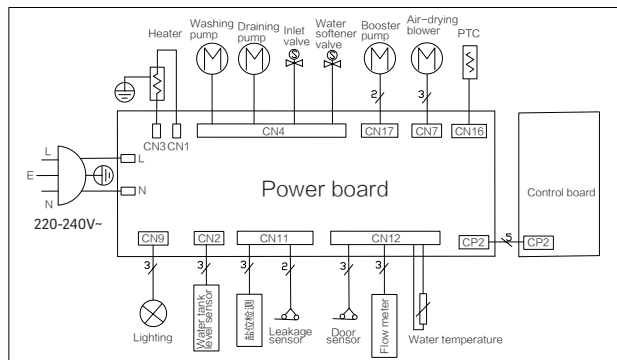 Washing pump
Draining pump
Inlet valve
Water softener valve
Booster pump
Air-drying blower
PTC
Heater
2
3
CN3
CN1
CN4
CN17
CN7
CN16
L
E
N
L
N
220-240V~
Power board
Control board
CN9
CN2
CN11
CN12
CP2
5
CP2
3
3
3
2
3
3
Lighting
Water tank level sensor
盐位检测
Leakage sensor
Door sensor
Flow meter
Water temperature